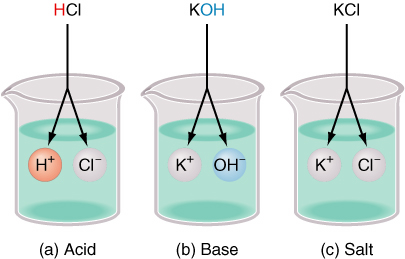 HCl KOH KCl
H⁺ Cl⁻ K⁺ OH⁻ K⁺ Cl⁻
(a) Acid (b) Base (c) Salt